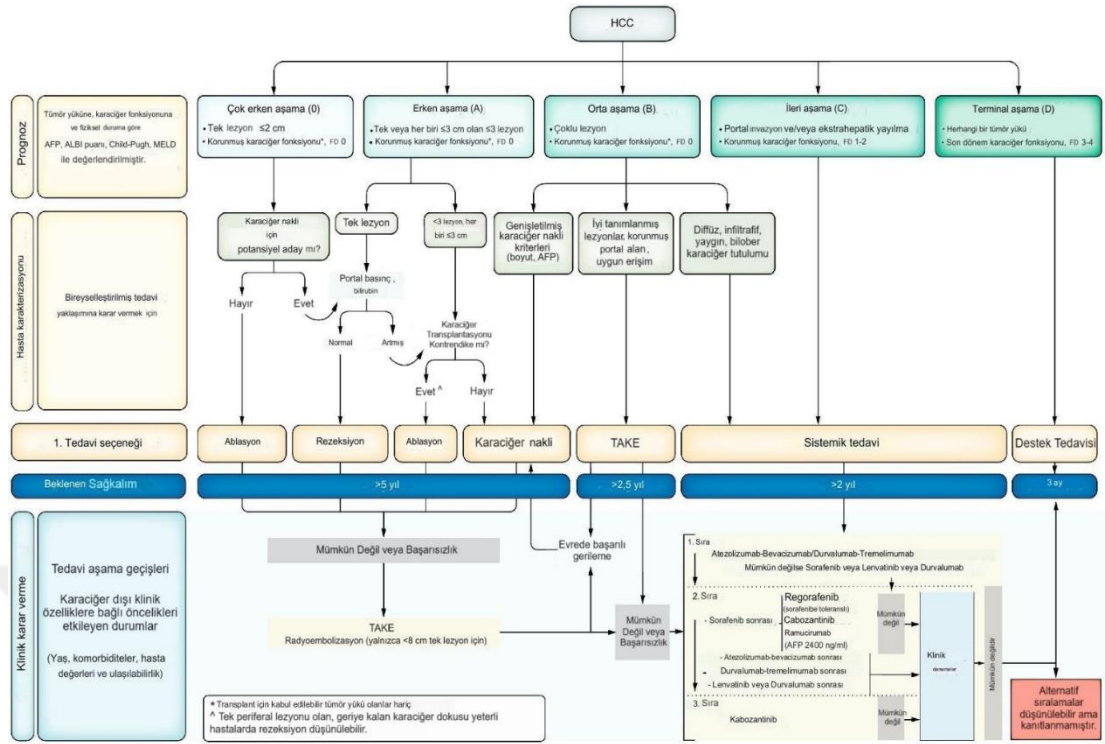 HCC
Prognoz
Tümör yüküne, karaciğer fonksiyonuna
ve fiziksel duruma göre
AFP, ALBI puanı, Child-Pugh, MELD
ile değerlendirilmiştir.
Çok erken aşama (0)
• Tek lezyon ≤2 cm
• Korunmuş karaciğer fonksiyonu*, FD 0
Erken aşama (A)
• Tek veya her biri ≤3 cm olan ≤3 lezyon
• Korunmuş karaciğer fonksiyonu*, FD 0
Orta aşama (B)
• Çoklu lezyon
• Korunmuş karaciğer fonksiyonu*, FD 0
İleri aşama (C)
• Portal invazyon ve/veya ekstrahepatik yayılma
• Korunmuş karaciğer fonksiyonu, FD 1-2
Terminal aşama (D)
• Herhangi bir tümör yükü
• Son dönem karaciğer fonksiyonu, FD 3-4
Hasta karakterizasyonu
Bireyselleştirilmiş tedavi
yaklaşımına karar vermek için
Karaciğer nakli
için
potansiyel aday mı?
Hayır
Evet
Tek lezyon
Portal basınç ,
bilirubin
Normal
Artmış
<3 lezyon, her
biri ≤3 cm
Karaciğer
Transplantasyonu
Kontrendike mi?
Evet ^
Hayır
Genişletilmiş
karaciğer nakli
kriterleri
(boyut, AFP)
İyi tanımlanmış
lezyonlar, korunmuş
portal alan,
uygun erişim
Diffüz, infiltrafif,
yaygın, bilober
karaciğer tutulumu
1. Tedavi seçeneği
Ablasyon
Rezeksiyon
Ablasyon
Karaciğer nakli
TAKE
Sistemik tedavi
Destek Tedavisi
Beklenen Sağkalım
>5 yıl
>2,5 yıl
>2 yıl
3 ay
Klinik karar verme
Tedavi aşama geçişleri
Karaciğer dışı klinik
özelliklere bağlı öncelikleri
etkileyen durumlar
(Yaş, komorbiditeler, hasta
değerleri ve ulaşılabilirlik)
Mümkün Değil veya Başarısızlık
TAKE
Radyoembolizasyon (yalnızca <8 cm tek lezyon için)
Evrede başarılı
gerileme
Mümkün
Değil veya
Başarısızlık
1. Sıra
Atezolizumab-Bevacizumab/Durvalumab-Tremelimumab
Mümkün değilse Sorafenib veya Lenvatinib veya Durvalumab
2. Sıra
- Sorafenib sonrası
Regorafenib
(sorafenibe toleranslı)
Cabozantinib
Ramucirumab
(AFP 2400 ng/ml)
- Atezolizumab-bevacizumab sonrası
- Durvalumab-tremelimumab sonrası
- Lenvatinib veya Durvalumab sonrası
3. Sıra
Kabozantinib
Mümkün
değil
Mümkün
değil
Klinik
denemeler
Mümkün değildir
Alternatif
sıralamalar
düşünülebilir ama
kanıtlanmamıştır.
* Transplant için kabul edilebilir tümör yükü olanlar hariç
^ Tek periferal lezyonu olan, geriye kalan karaciğer dokusu yeterli
hastalarda rezeksiyon düşünülebilir.